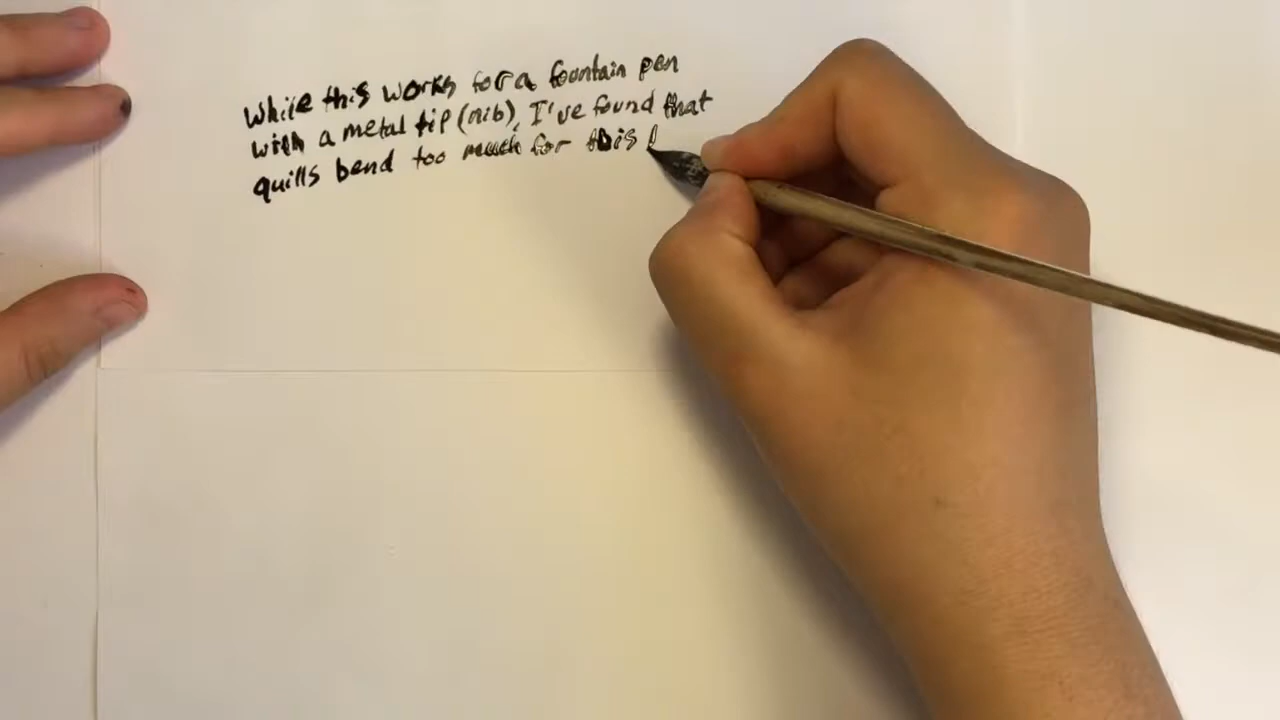 While this works for a fountain pen
with a metal tip (nib), I've found that
quills bend too much for this!